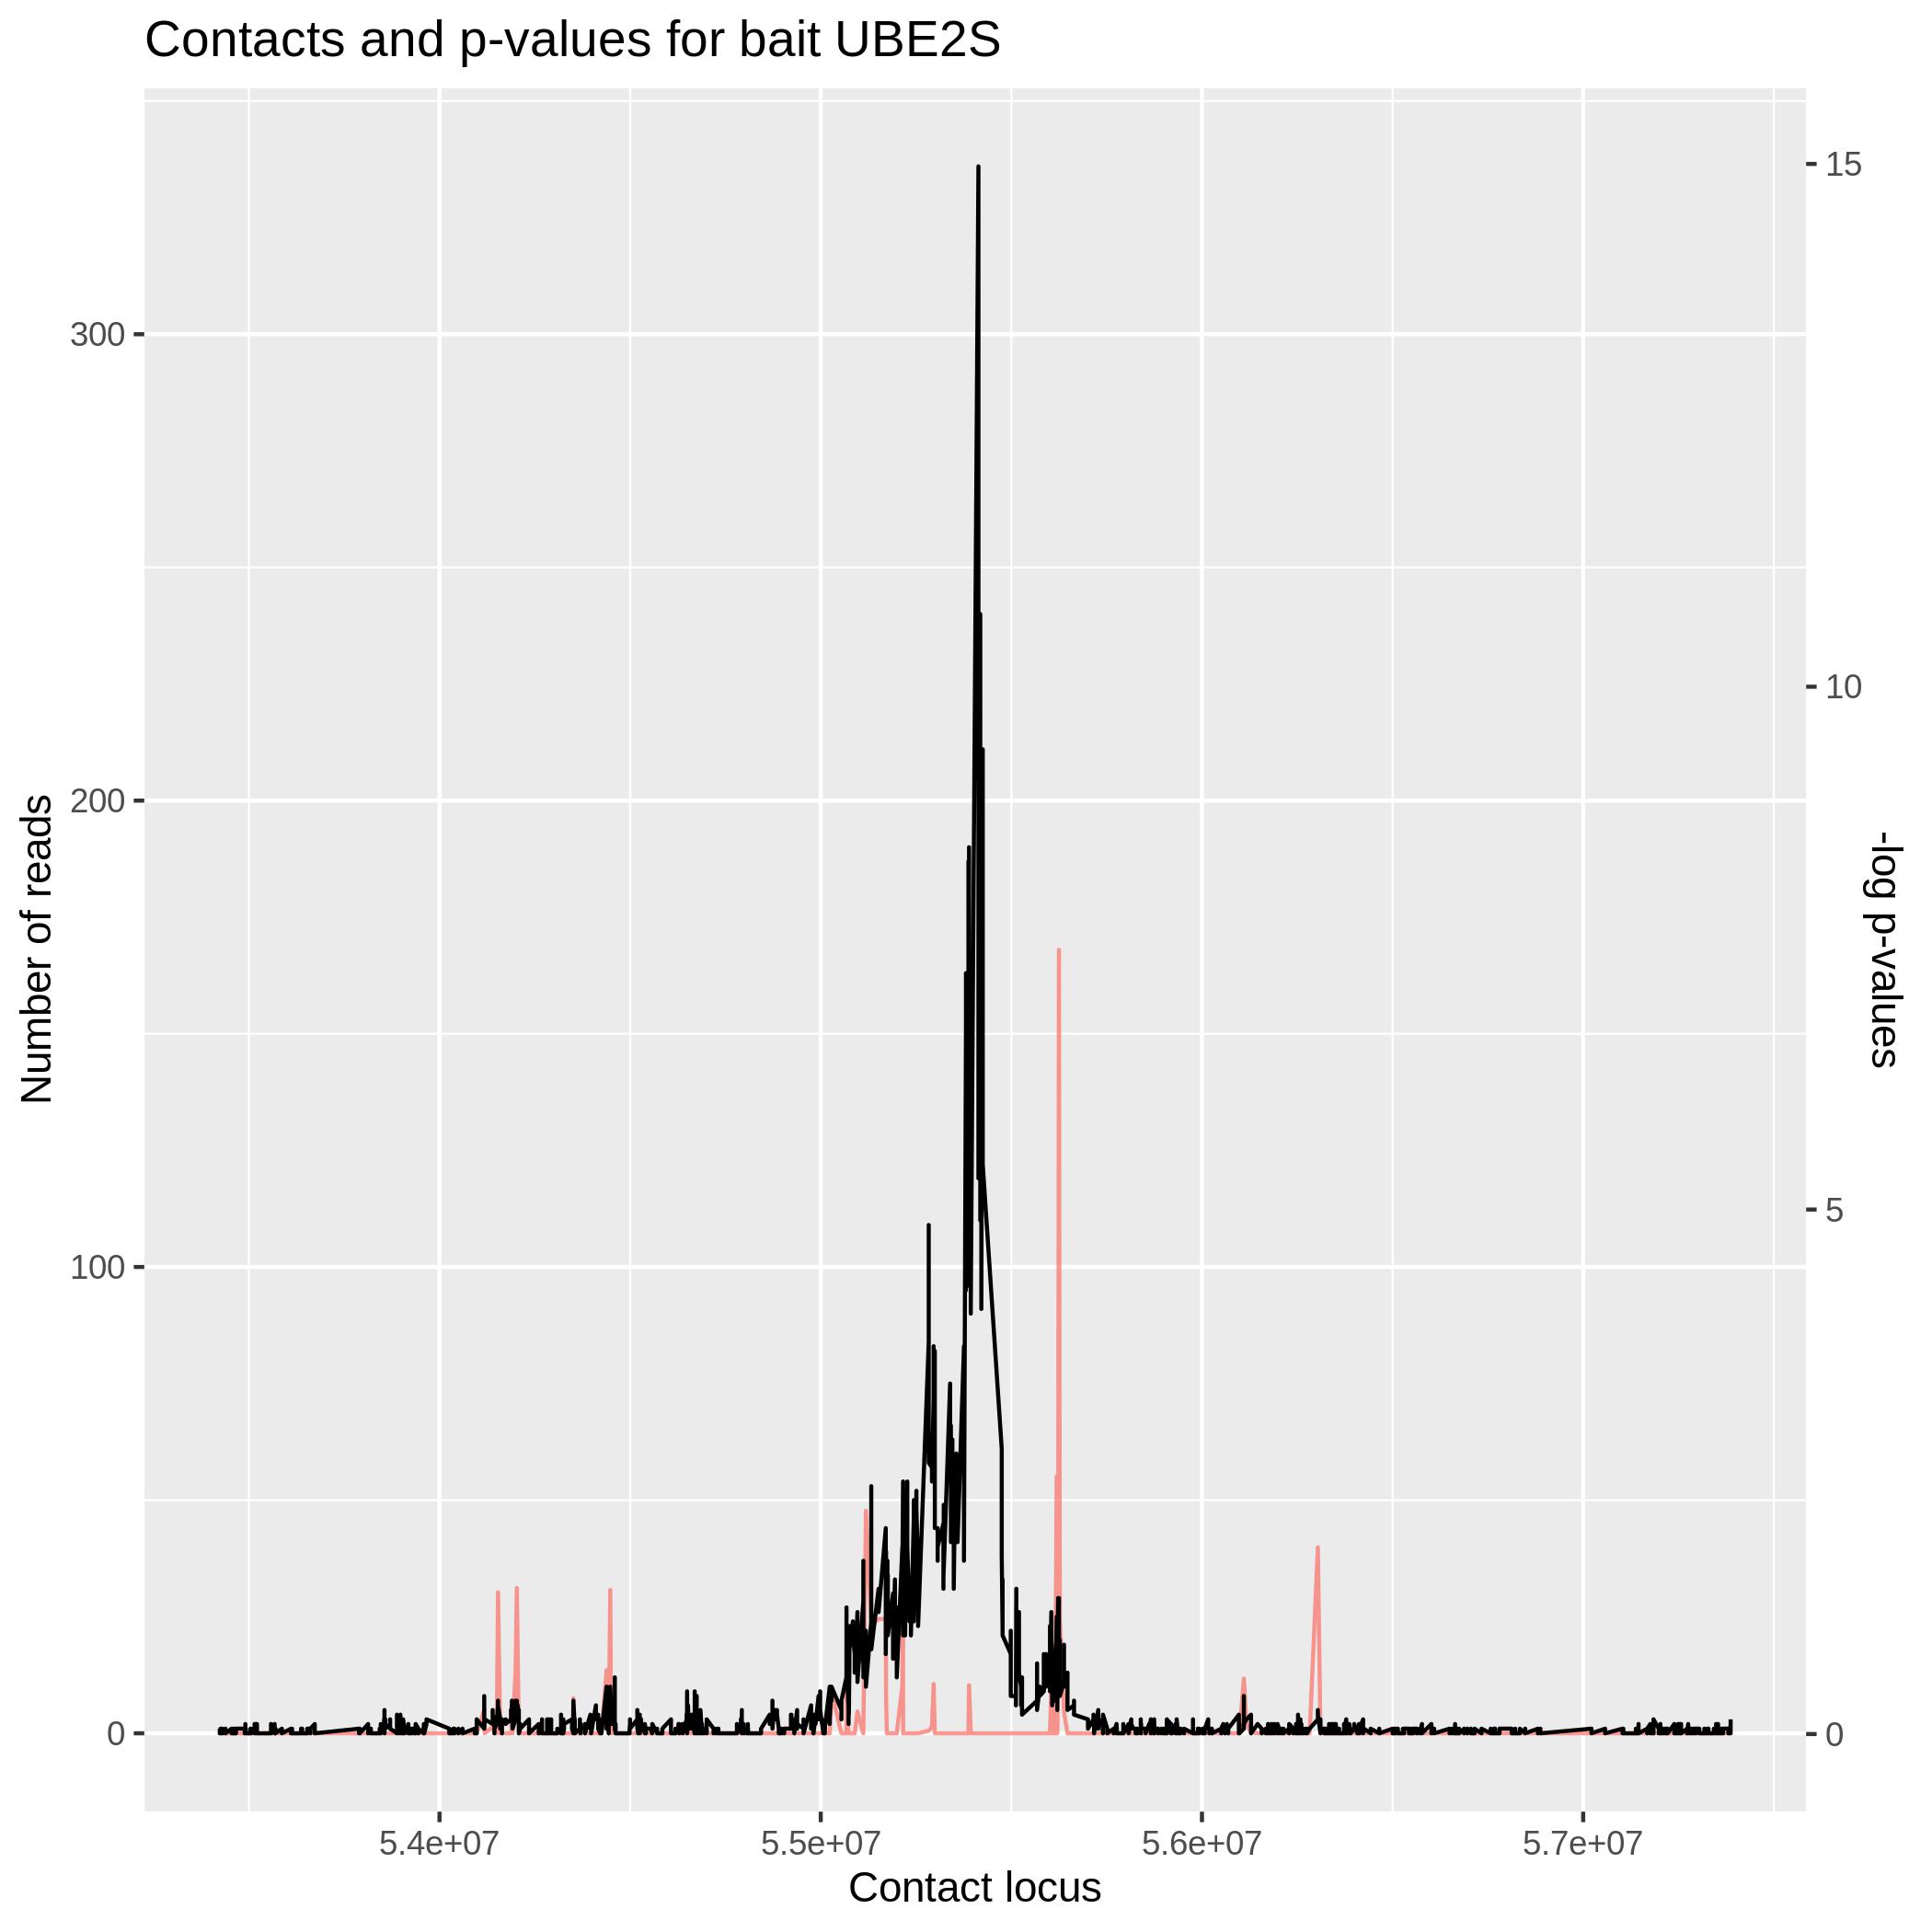 Contacts and p-values for bait UBE2S
300
200
100
0
Number of reads
15
10
5
0
-log p-values
5.4e+07
5.5e+07
5.6e+07
5.7e+07
Contact locus